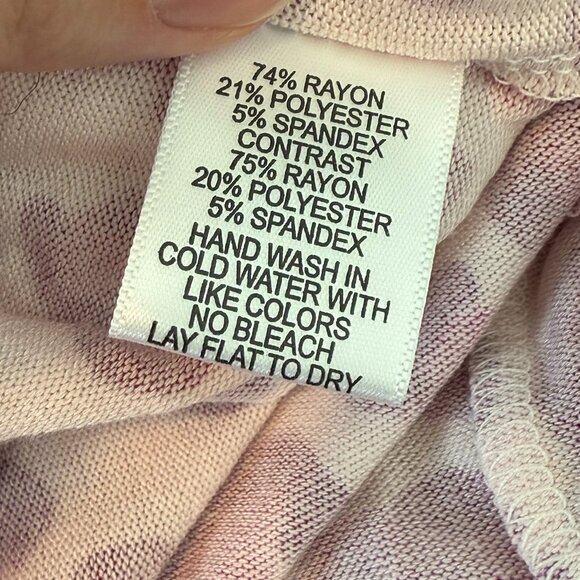 74% RAYON
21% POLYESTER
5% SPANDEX
CONTRAST
75% RAYON
20% POLYESTER
5% SPANDEX
HAND WASH IN
COLD WATER WITH
LIKE COLORS
NO BLEACH
LAY FLAT TO DRY